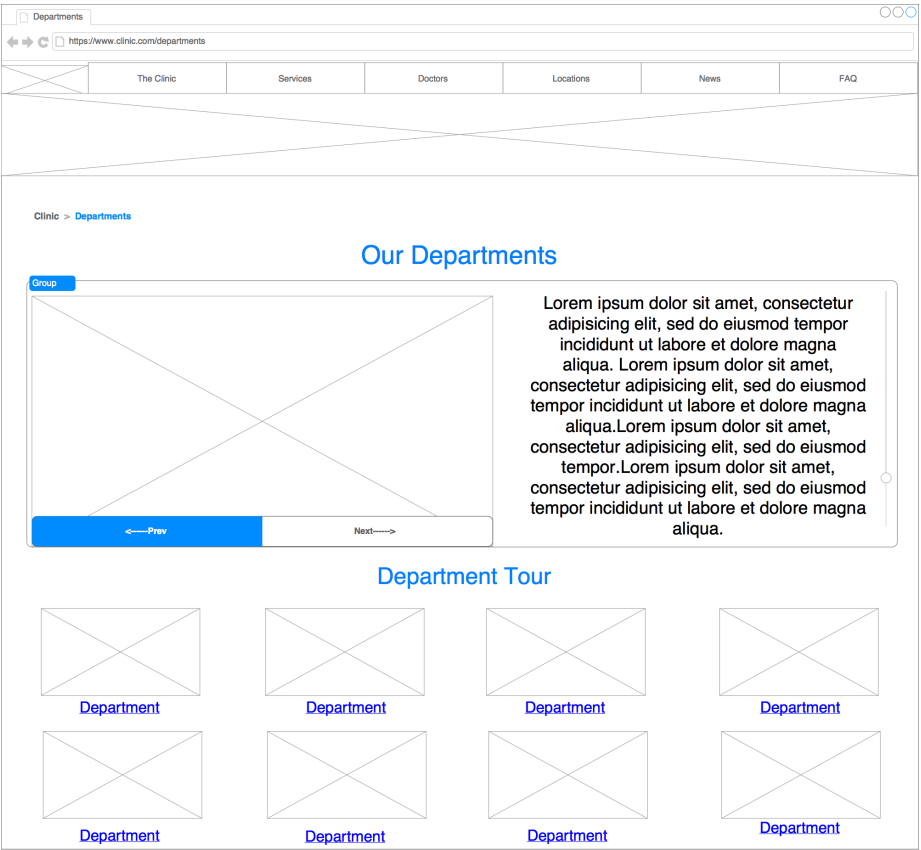 Departments
https://www.clinic.com/departments
The Clinic
Services
Doctors
Locations
News
FAQ
Clinic > Departments
Our Departments
Group
Lorem ipsum dolor sit amet, consectetur
adipisicing elit, sed do eiusmod tempor
incididunt ut labore et dolore magna
aliqua. Lorem ipsum dolor sit amet,
consectetur adipisicing elit, sed do eiusmod
tempor incididunt ut labore et dolore magna
aliqua.Lorem ipsum dolor sit amet,
consectetur adipisicing elit, sed do eiusmod
tempor.Lorem ipsum dolor sit amet,
consectetur adipisicing elit, sed do eiusmod
tempor incididunt ut labore et dolore magna
aliqua.
<------Prev
Next------>
Department Tour
Department
Department
Department
Department
Department
Department
Department
Department